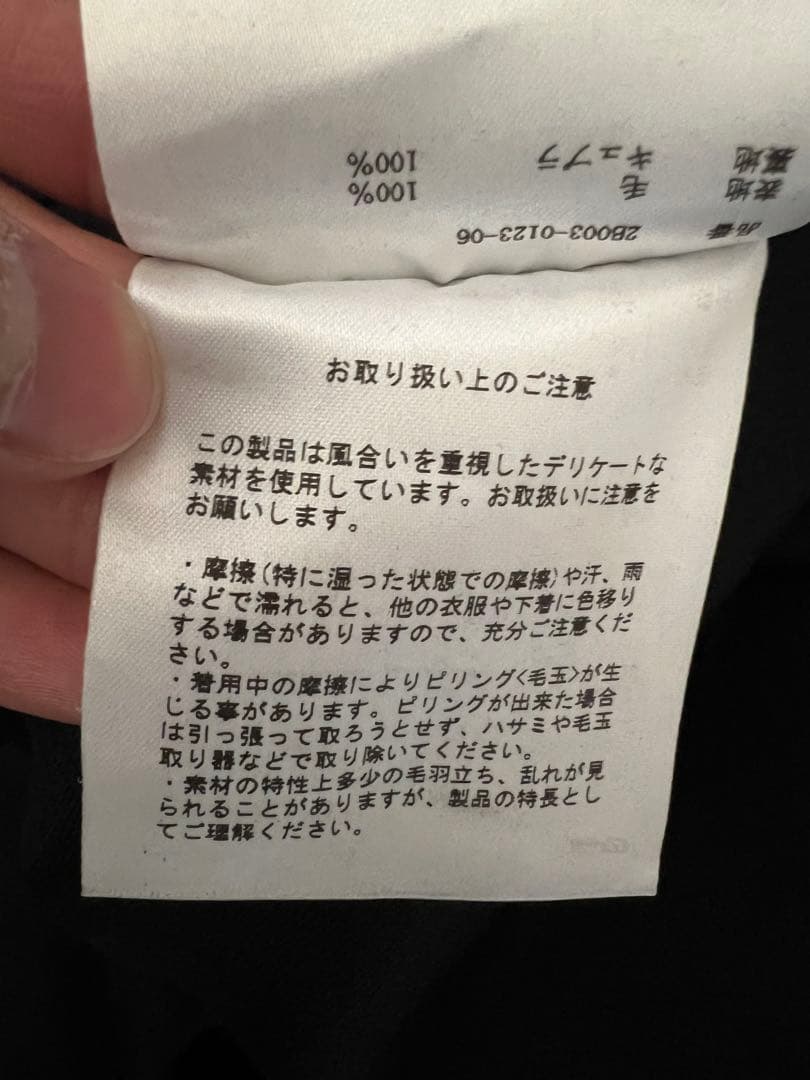 品番 2B003-0123-06
表地 毛 100%
裏地 キュプラ 100%
お取り扱い上のご注意
この製品は風合いを重視したデリケートな
素材を使用しています。お取扱いに注意を
お願いします。
・摩擦(特に湿った状態での摩擦)や汗、雨
などで濡れると、他の衣服や下着に色移り
する場合がありますので、充分ご注意くだ
さい。
・着用中の摩擦によりピリング<毛玉>が生
じる事があります。ピリングが出来た場合
は引っ張って取ろうとせず、ハサミや毛玉
取り器などで取り除いてください。
・素材の特性上多少の毛羽立ち、乱れが見
られることがありますが、製品の特長とし
てご理解ください。